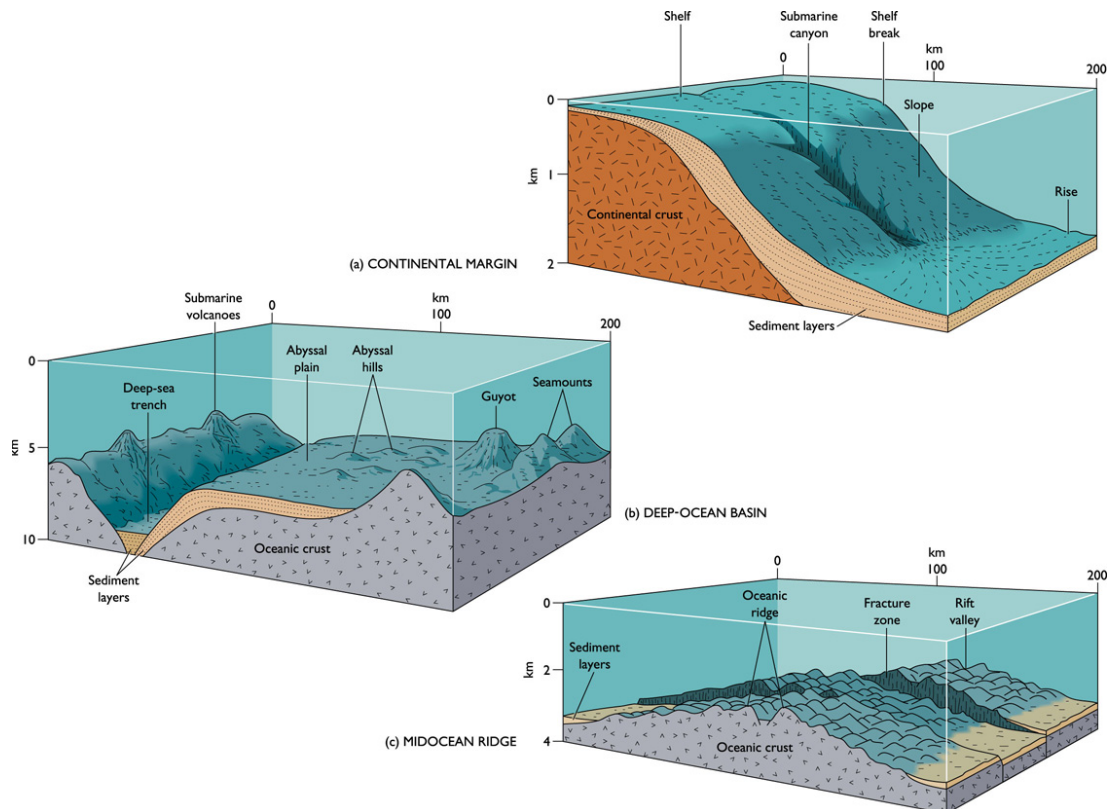 Shelf
Submarine
canyon
Shelf
break
km
0
100
200
0
Slope
1
km
Rise
Continental crust
2
(a) CONTINENTAL MARGIN
Sediment layers
Submarine
volcanoes
0
km
100
200
0
Abyssal
plain
Abyssal
hills
Deep-sea
trench
Guyot
Seamounts
5
km
10
Oceanic crust
Sediment
layers
(b) DEEP-OCEAN BASIN
km
0
100
200
0
Oceanic
ridge
Fracture
zone
Rift
valley
Sediment
layers
2
km
4
Oceanic crust
(c) MIDOCEAN RIDGE